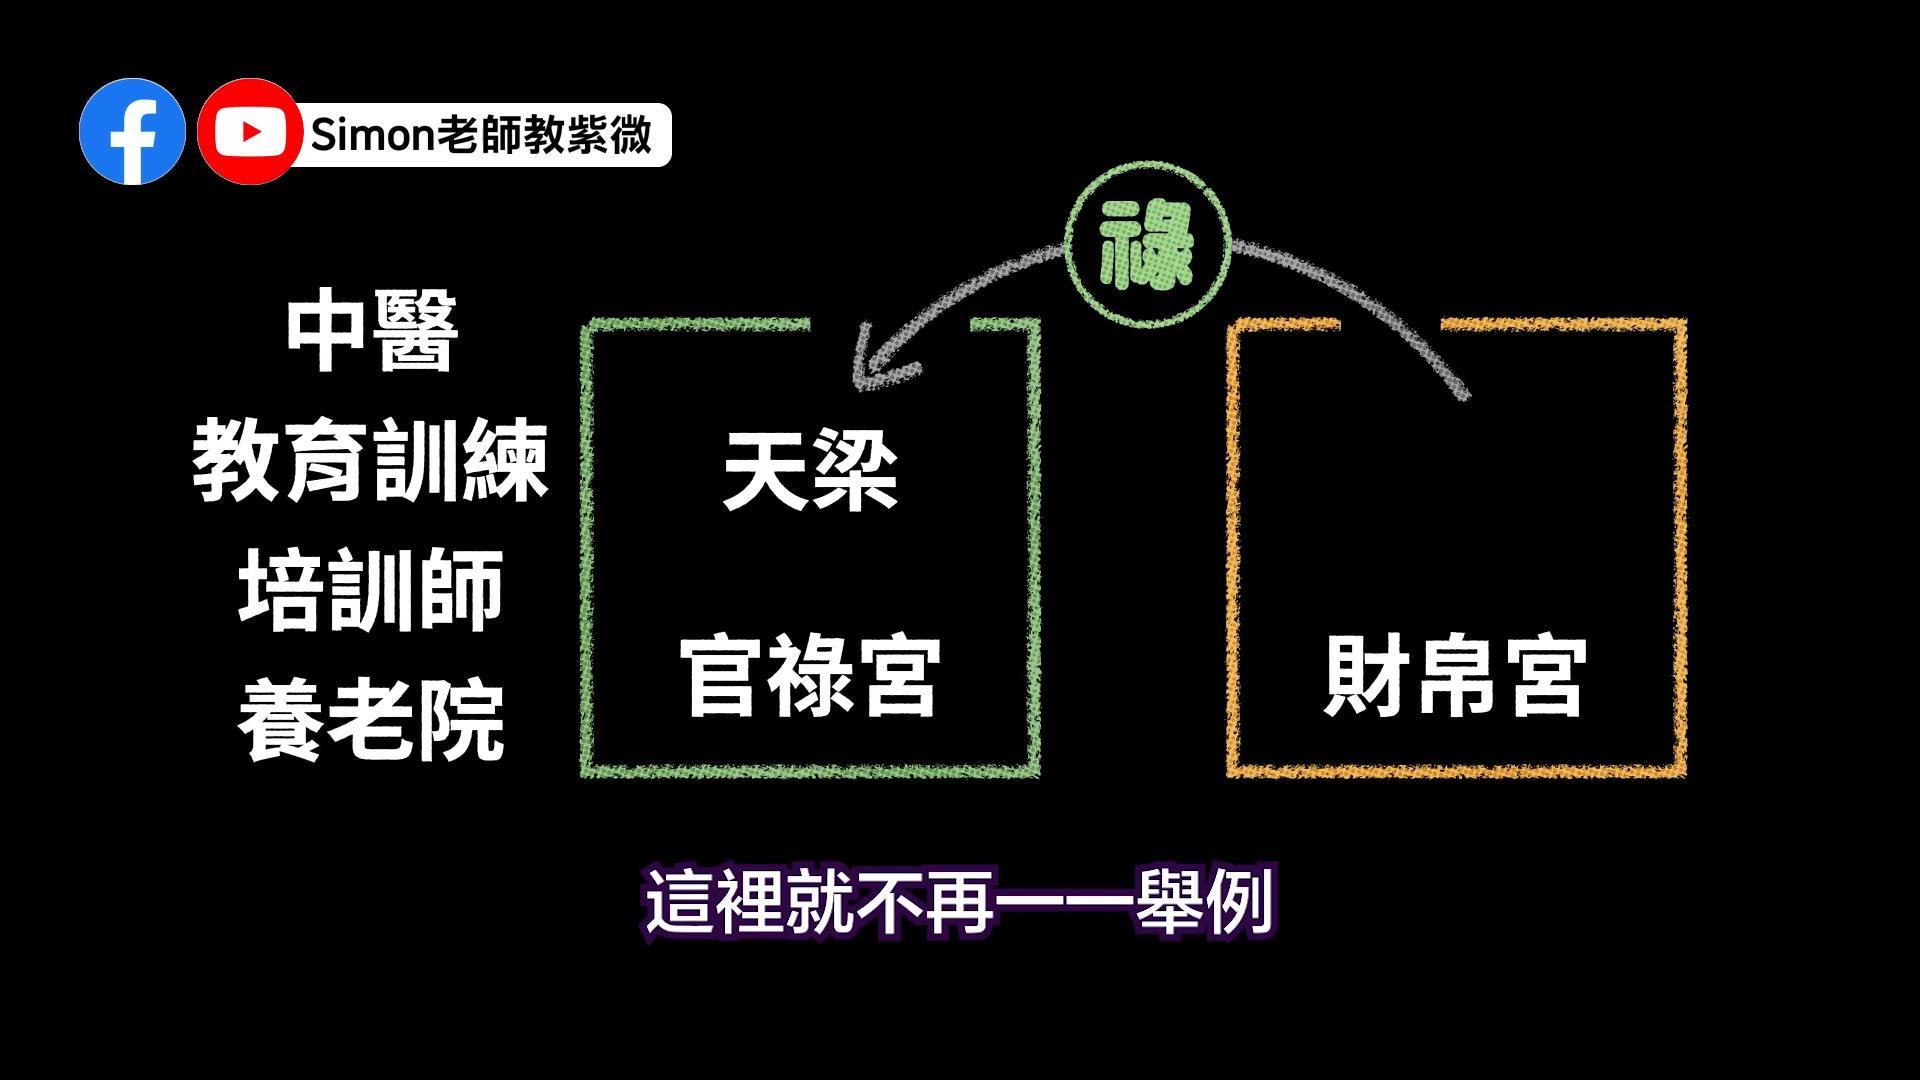 Simon老師教紫微
祿
中醫
教育訓練
培訓師
養老院
天梁
官祿宮
財帛宮
這裡就不再一一舉例